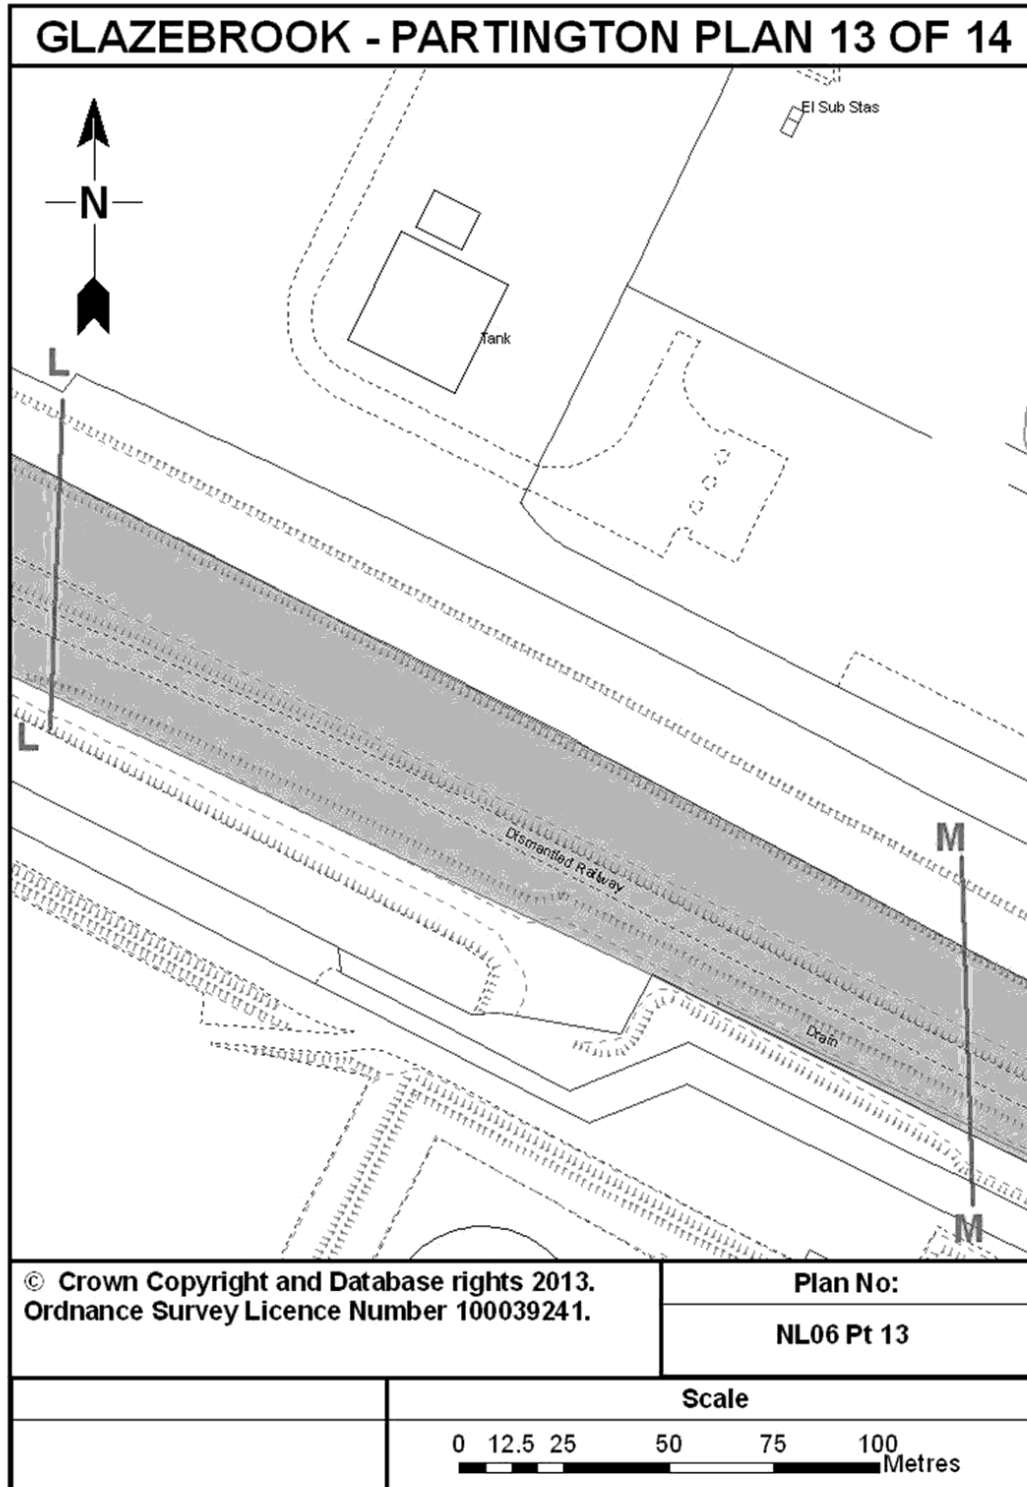 GLAZEBROOK - PARTINGTON PLAN 13 OF 14
El Sub Stas
N
Tank
L
L
Dismantled Railway
M
Drain
M
© Crown Copyright and Database rights 2013.
Ordnance Survey Licence Number 100039241.
Plan No:
NL06 Pt 13
Scale
0 12.5 25 50 75 100
Metres